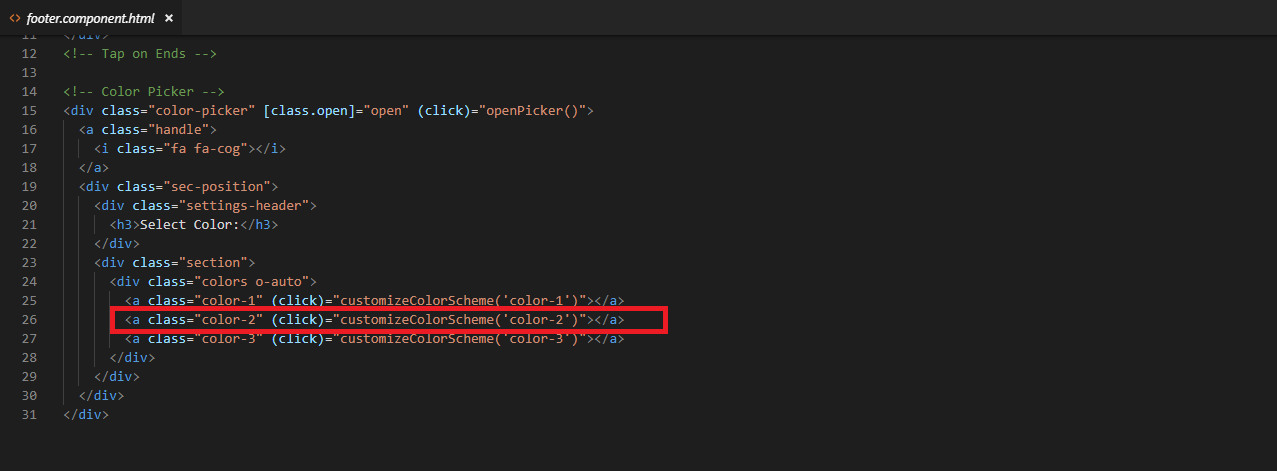 <> footer.component.html ×
11 </div>
12 <!-- Tap on Ends -->
13
14 <!-- Color Picker -->
15 <div class="color-picker" [class.open]="open" (click)="openPicker()">
16 <a class="handle">
17 <i class="fa fa-cog"></i>
18 </a>
19 <div class="sec-position">
20 <div class="settings-header">
21 <h3>Select Color:</h3>
22 </div>
23 <div class="section">
24 <div class="colors o-auto">
25 <a class="color-1" (click)="customizeColorScheme('color-1')"></a>
26 <a class="color-2" (click)="customizeColorScheme('color-2')"></a>
27 <a class="color-3" (click)="customizeColorScheme('color-3')"></a>
28 </div>
29 </div>
30 </div>
31 </div>